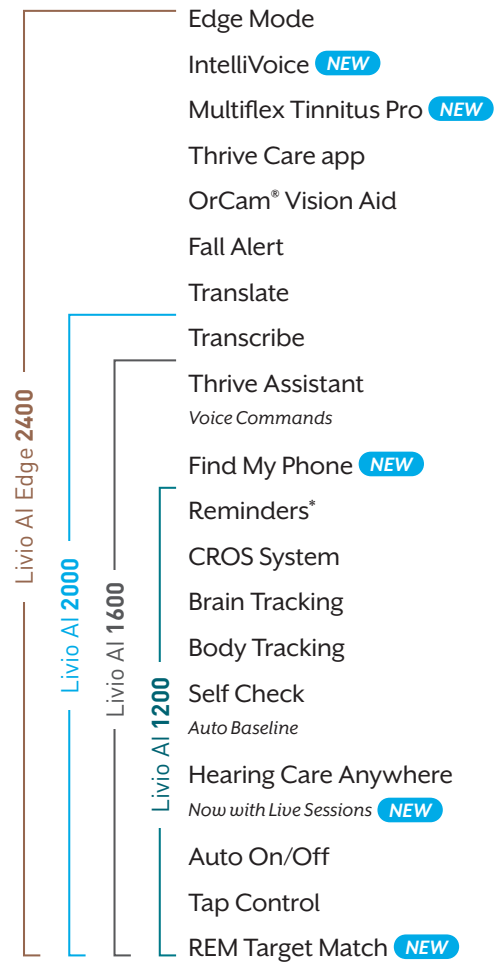 Edge Mode
IntelliVoice NEW
Multiflex Tinnitus Pro NEW
Thrive Care app
OrCam® Vision Aid
Fall Alert
Translate
Transcribe
Thrive Assistant
Voice Commands
Find My Phone NEW
Reminders*
CROS System
Brain Tracking
Body Tracking
Self Check
Auto Baseline
Hearing Care Anywhere
Now with Live Sessions NEW
Auto On/Off
Tap Control
REM Target Match NEW
Livio AI Edge 2400
Livio AI 2000
Livio AI 1600
Livio AI 1200